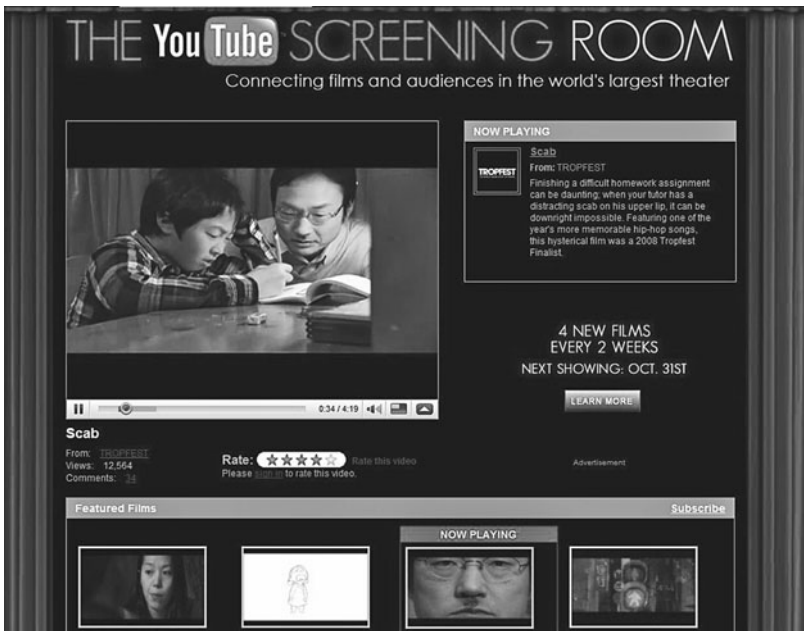 THE YouTube SCREENING ROOM
Connecting films and audiences in the world's largest theater
NOW PLAYING
TROPFEST
Scab
From: TROPFEST
Finishing a difficult homework assignment
can be daunting; when your tutor has a
distracting scab on his upper lip, it can be
downright impossible. Featuring one of the
year's more memorable hip-hop songs,
this hysterical film was a 2008 Tropfest
Finalist.
4 NEW FILMS
EVERY 2 WEEKS
NEXT SHOWING: OCT. 31ST
LEARN MORE
0:34 / 4:19
Scab
From: TROPFEST
Views: 12,564
Comments: 34
Rate: Rate this video
Please sign in to rate this video.
Advertisement
Featured Films
Subscribe
NOW PLAYING